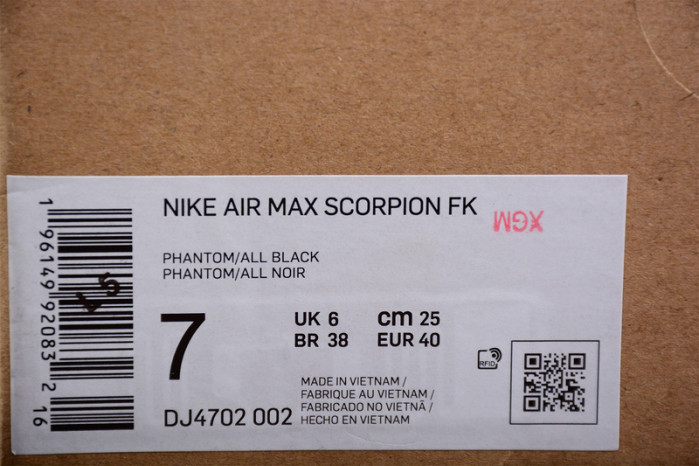 NIKE AIR MAX SCORPION FK
XGM
PHANTOM/ALL BLACK
PHANTOM/ALL NOIR
7
UK 6 cm 25
BR 38 EUR 40
RFID
MADE IN VIETNAM /
FABRIQUE AU VIETNAM /
FABRICADO NO VIETNÃ /
HECHO EN VIETNAM
DJ4702 002
1 96149 92083 2 16